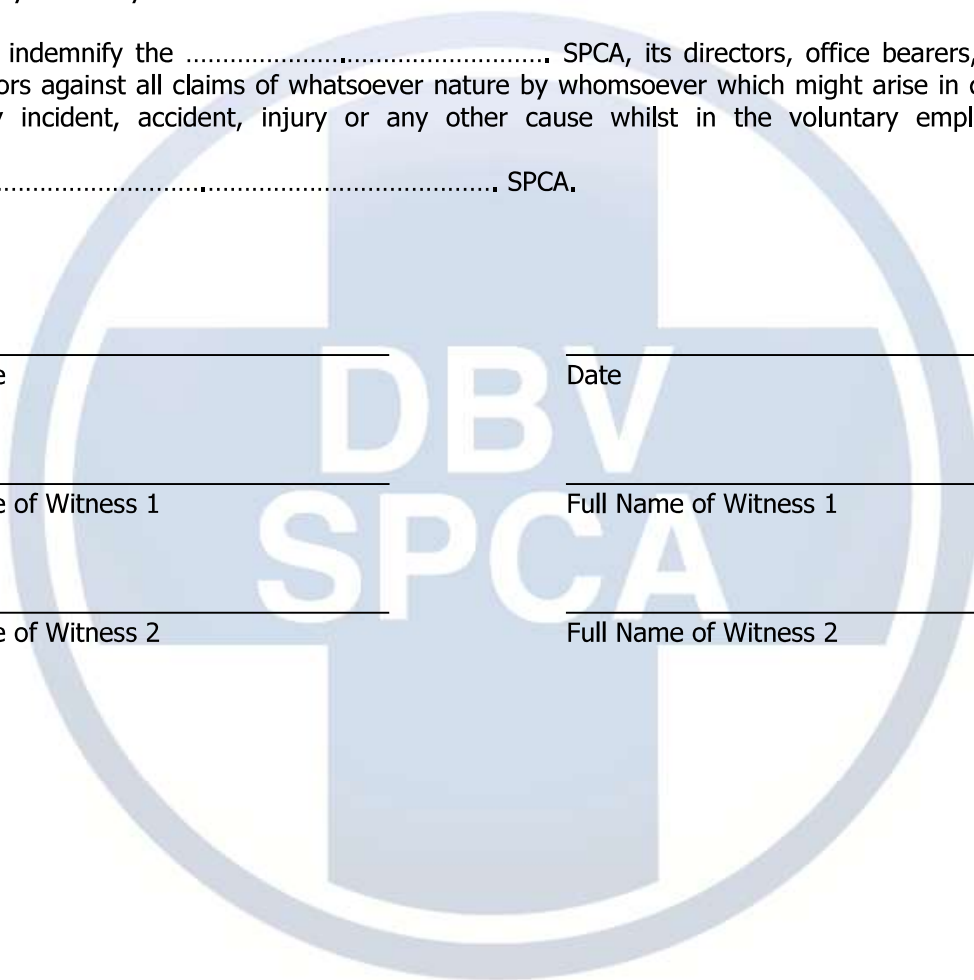 indemnify the ................................................ SPCA, its directors, office bearers,
against all claims of whatsoever nature by whomsoever which might arise in
incident, accident, injury or any other cause whilst in the voluntary
.................................................................... SPCA.
DBV
SPCA
Date
of Witness 1
Full Name of Witness 1
of Witness 2
Full Name of Witness 2